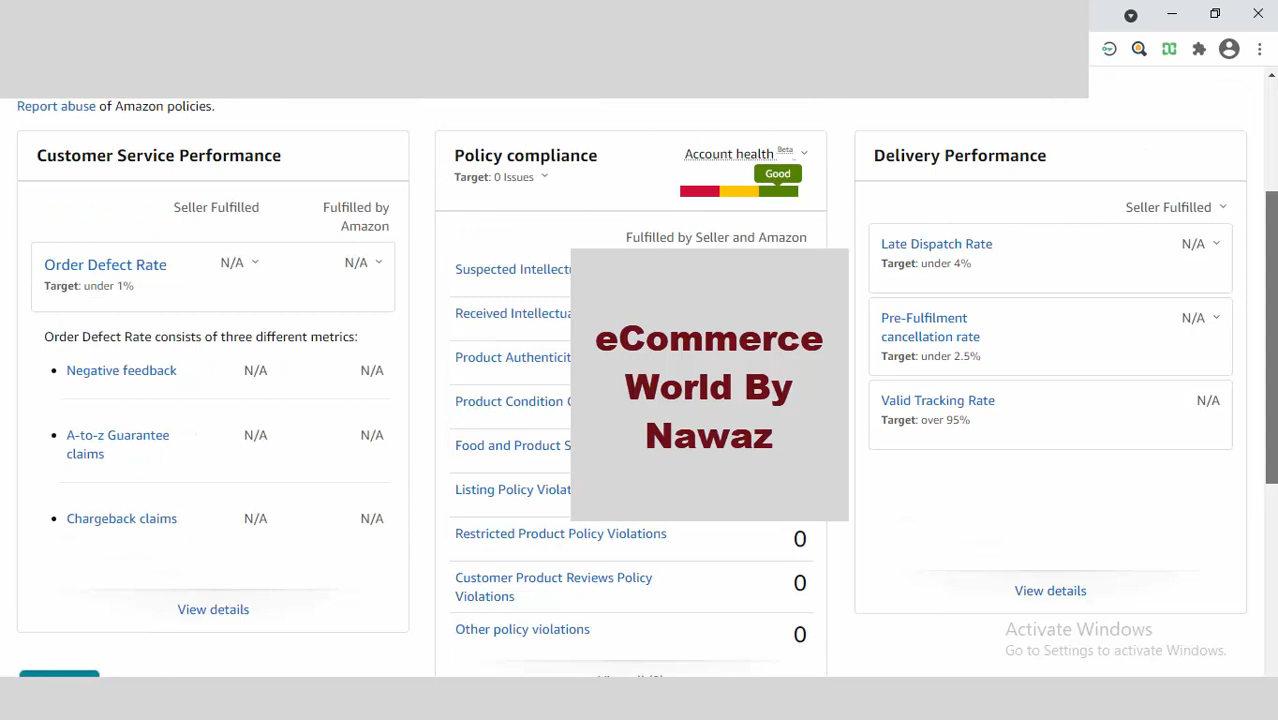 Report abuse of Amazon policies.
Customer Service Performance
Seller Fulfilled
Fulfilled by
Amazon
Order Defect Rate
N/A
N/A
Target: under 1%
Order Defect Rate consists of three different metrics:
Negative feedback
N/A
N/A
A-to-z Guarantee
claims
N/A
N/A
Chargeback claims
N/A
N/A
View details
Policy compliance
Target: 0 Issues
Account health Beta
Good
Fulfilled by Seller and Amazon
Suspected
Received
Product
Product Condition
Food and Product
Listing Policy
Restricted Product Policy Violations
0
Customer Product Reviews Policy
Violations
0
Other policy violations
0
eCommerce
World By
Nawaz
Delivery Performance
Seller Fulfilled
Late Dispatch Rate
N/A
Target: under 4%
Pre-Fulfilment
cancellation rate
N/A
Target: under 2.5%
Valid Tracking Rate
N/A
Target: over 95%
View details
Activate Windows
Go to Settings to activate Windows.